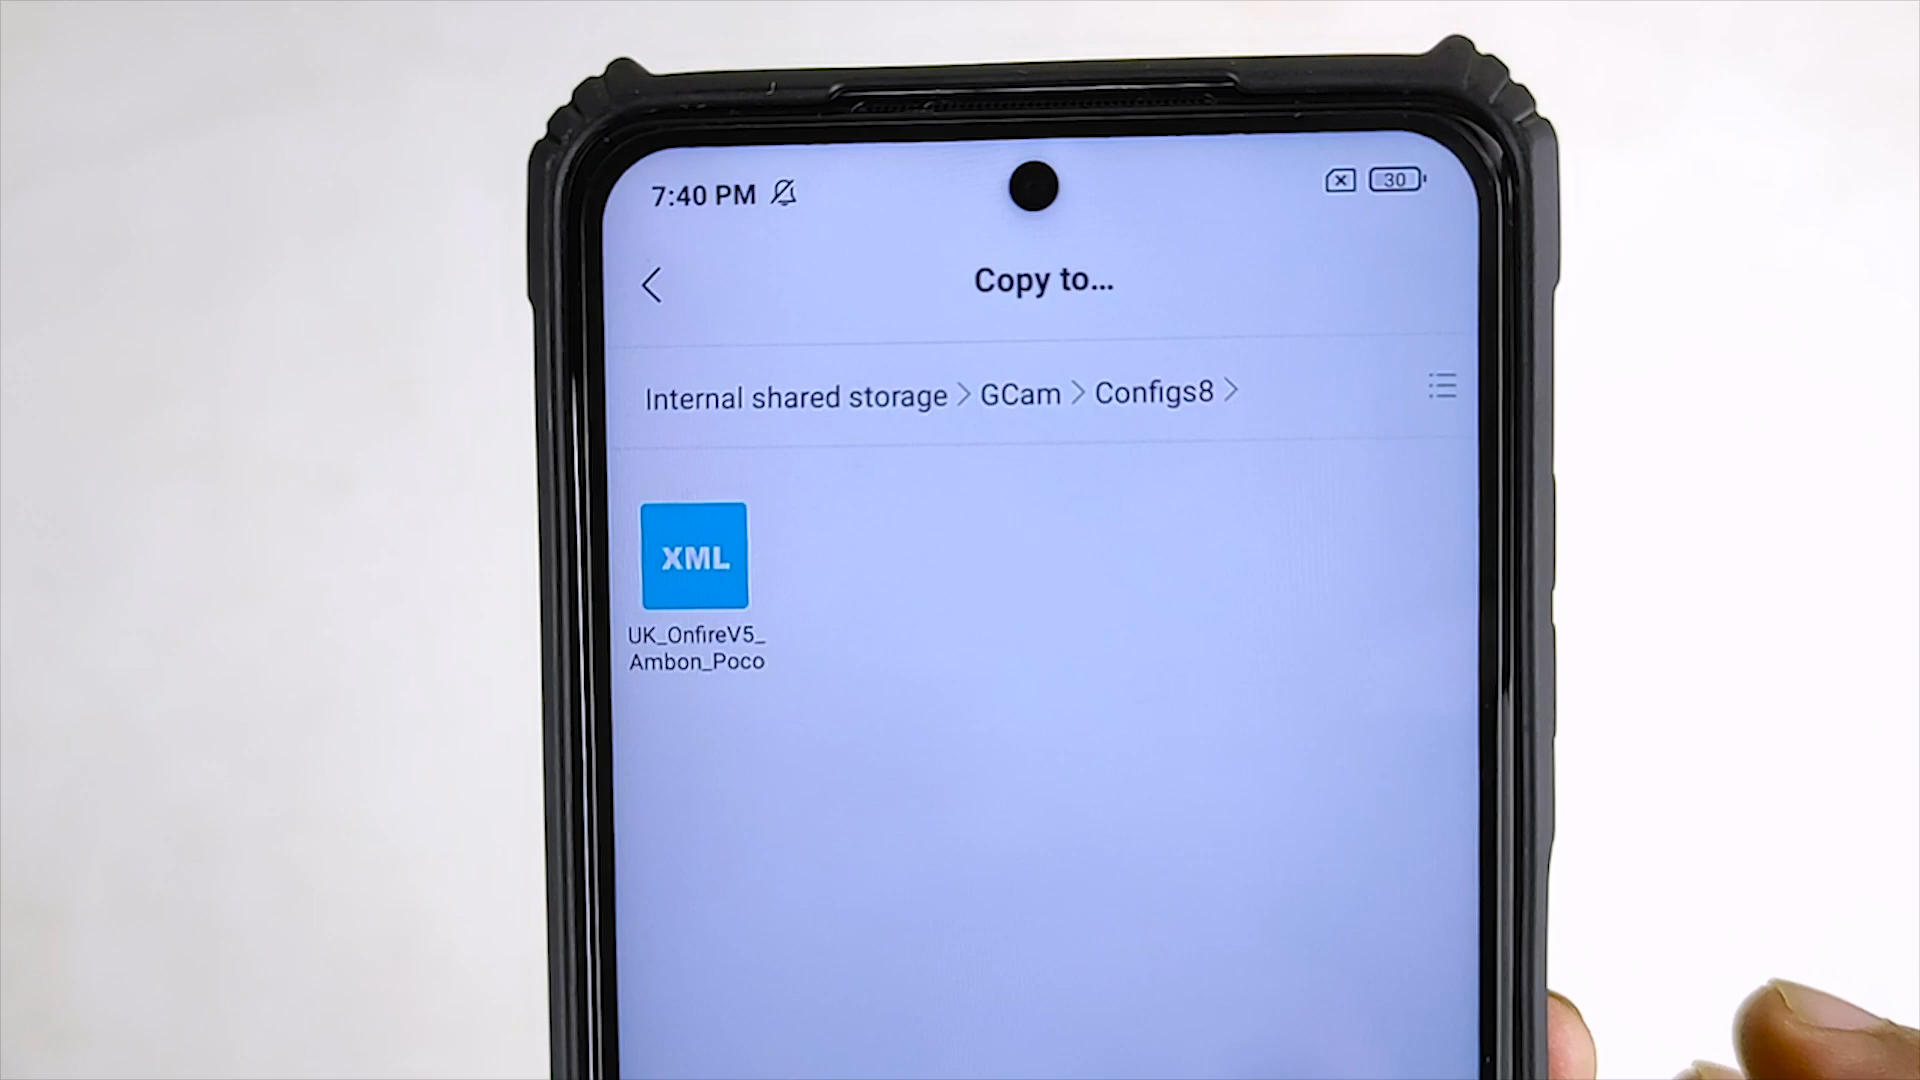 7:40 PM
30
Copy to...
Internal shared storage > GCam > Configs8 >
XML
UK_OnfireV5_
Ambon_Poco